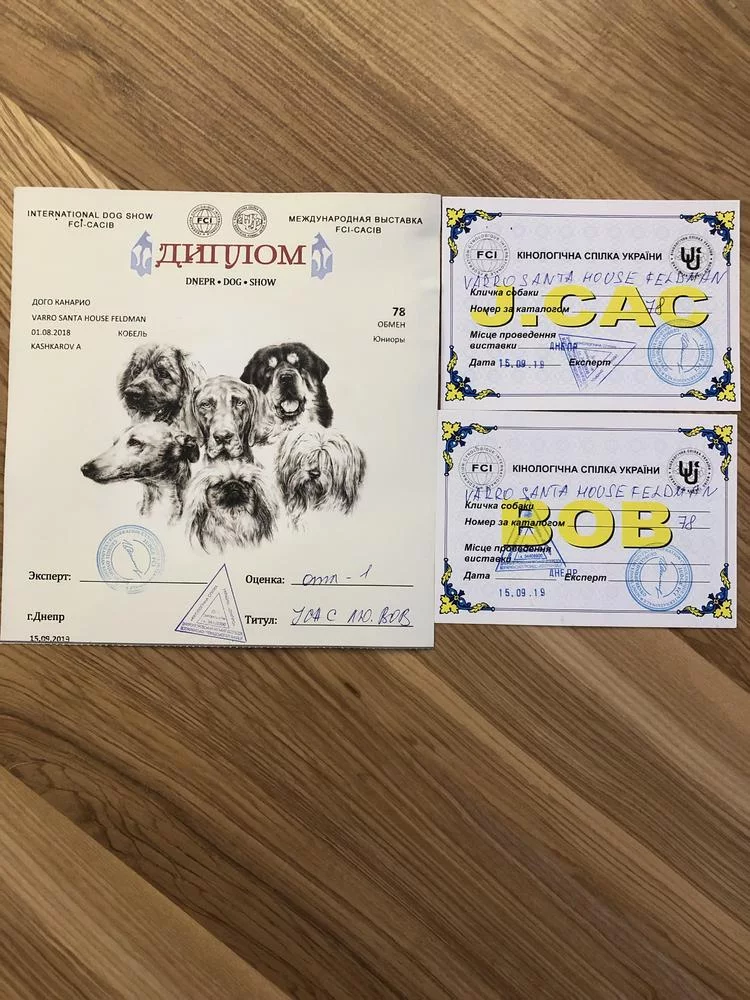 INTERNATIONAL DOG SHOW
FCI-CACIB
FCI
МЕЖДУНАРОДНАЯ ВЫСТАВКА
FCI-CACIB
ДИПЛОМ
DNEPR • DOG • SHOW
ДОГО КАНАРИО
VARRO SANTA HOUSE FELDMAN
01.08.2018 КОБЕЛЬ
KASHKAROV A
78
ОБМЕН
Юниоры
Эксперт:
Оценка: отл - 1
г.Днепр
Титул: ЮСАС ЛЮ. ВОВ
15.09.2019
FCI
КІНОЛОГІЧНА СПІЛКА УКРАЇНИ
VARRO SANTA HOUSE FELDMAN
Кличка собаки
J.CAC
Номер за каталогом 78
Місце проведення
виставки ДНЕПР
Дата 15.09.19 Експерт
FCI
КІНОЛОГІЧНА СПІЛКА УКРАЇНИ
VARRO SANTA HOUSE FELDMAN
Кличка собаки
BOB
Номер за каталогом 78
Місце проведення
виставки
Дата ДНЕПР Експерт
15.09.19